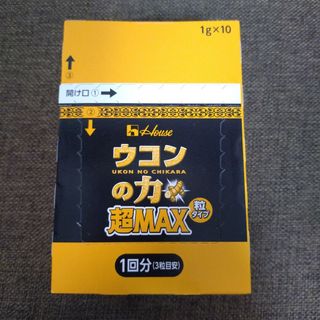 1g×10
③
開け口 ①
②
House
ウコン
UKON NO CHIKARA
の力
超MAX
粒
タイプ
1回分(3粒目安)